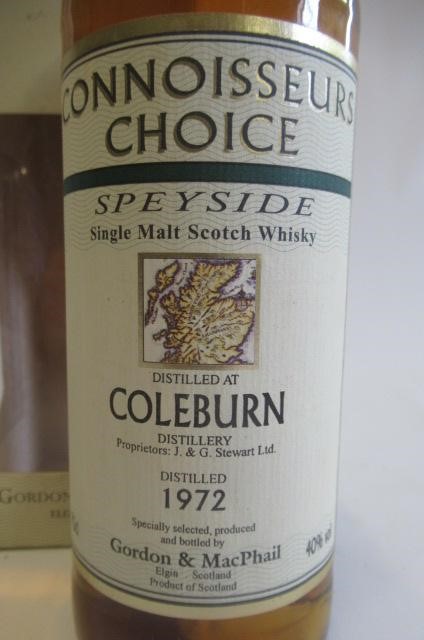 CONNOISSEURS
CHOICE
SPEYSIDE
Single Malt Scotch Whisky
DISTILLED AT
COLEBURN
DISTILLERY
Proprietors: J. & G. Stewart Ltd.
DISTILLED
1972
Specially selected, produced
and bottled by
Gordon & MacPhail
Elgin . Scotland
Product of Scotland
40% vol
GORDON